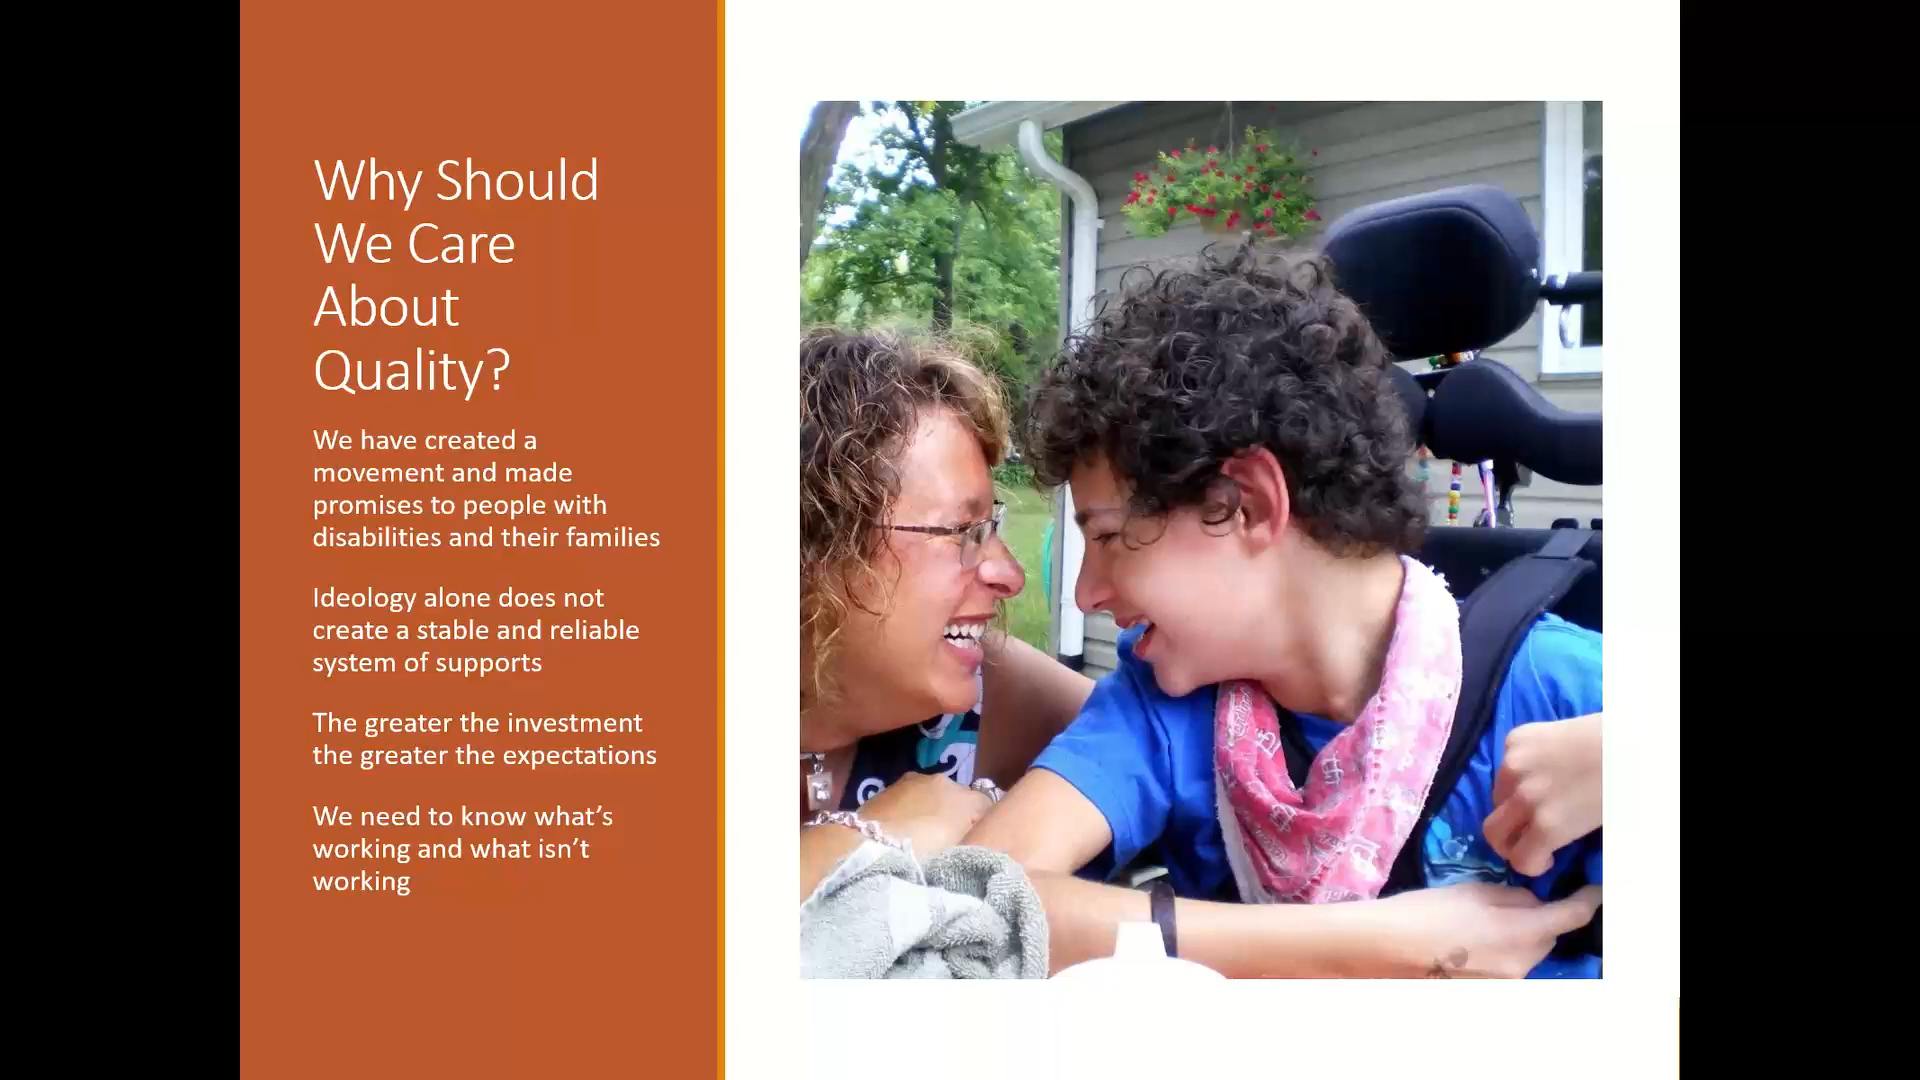 Why Should
We Care
About
Quality?
We have created a
movement and made
promises to people with
disabilities and their families
Ideology alone does not
create a stable and reliable
system of supports
The greater the investment
the greater the expectations
We need to know what’s
working and what isn’t
working